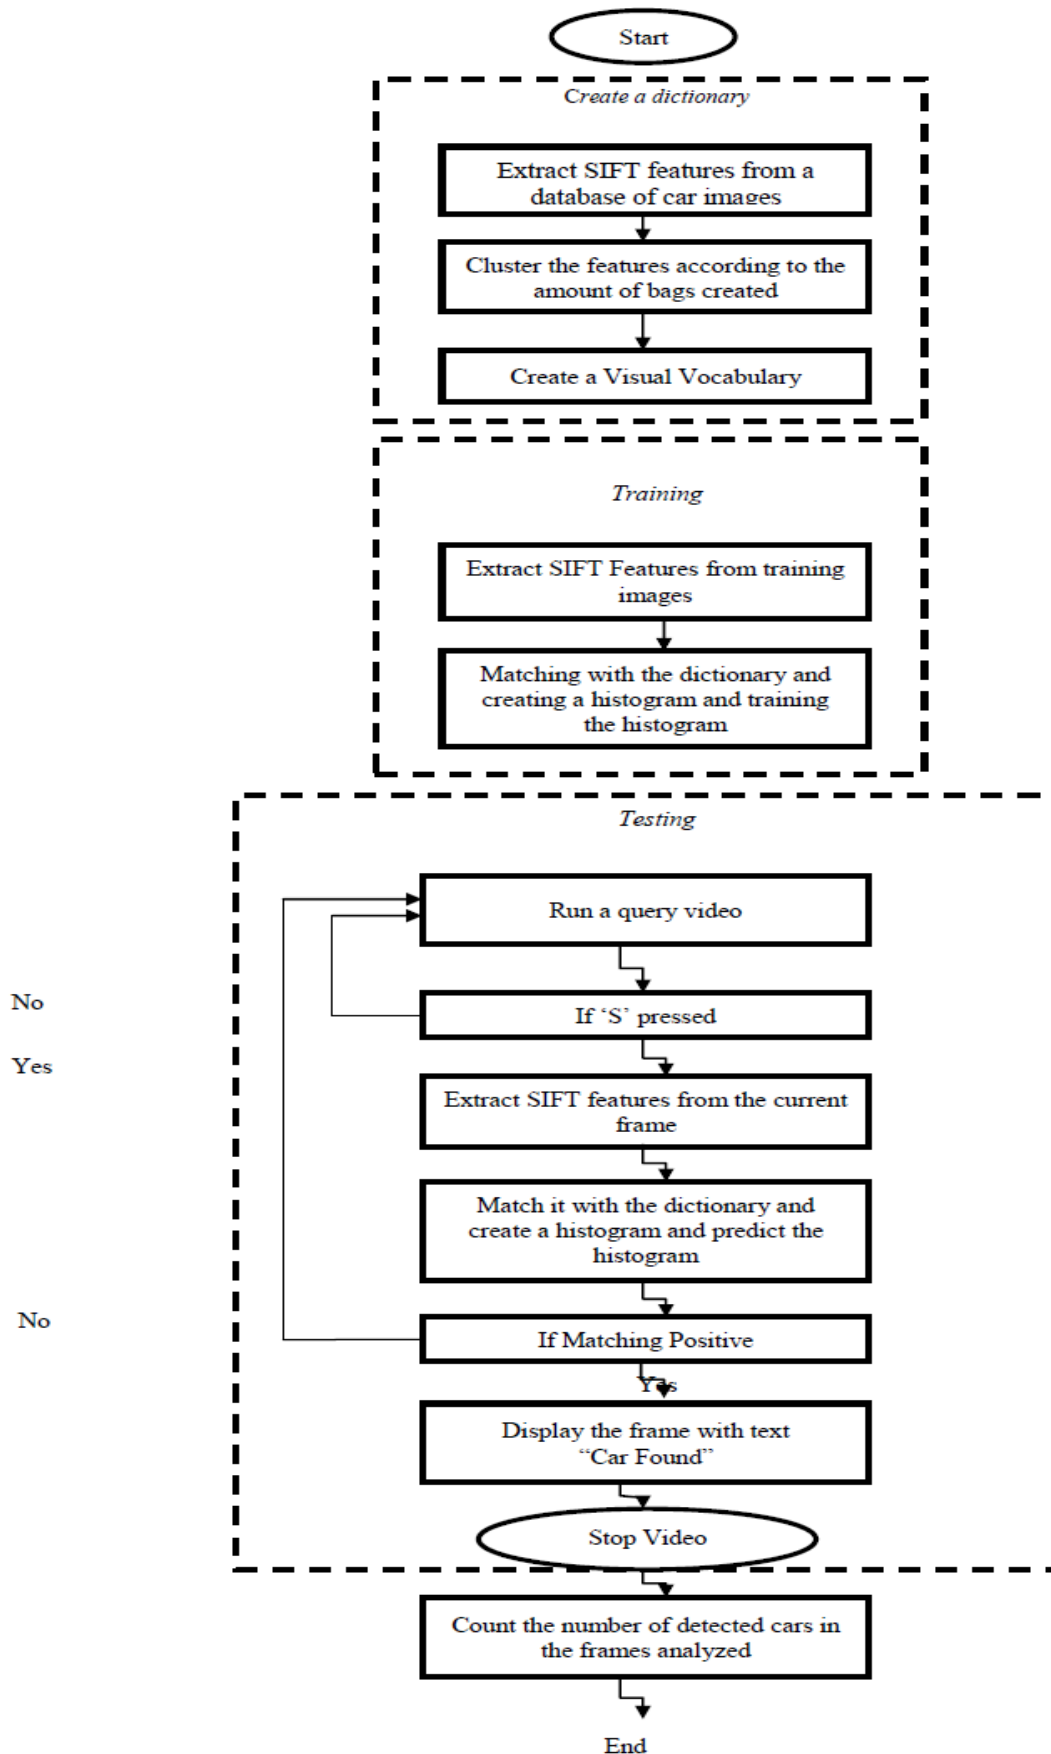 Start
Create a dictionary
Extract SIFT features from a
database of car images
Cluster the features according to the
amount of bags created
Create a Visual Vocabulary
Training
Extract SIFT Features from training
images
Matching with the dictionary and
creating a histogram and training
the histogram
Testing
Run a query video
No
If ‘S’ pressed
Yes
Extract SIFT features from the current
frame
Match it with the dictionary and
create a histogram and predict the
histogram
No
If Matching Positive
Yes
Display the frame with text
“Car Found”
Stop Video
Count the number of detected cars in
the frames analyzed
End